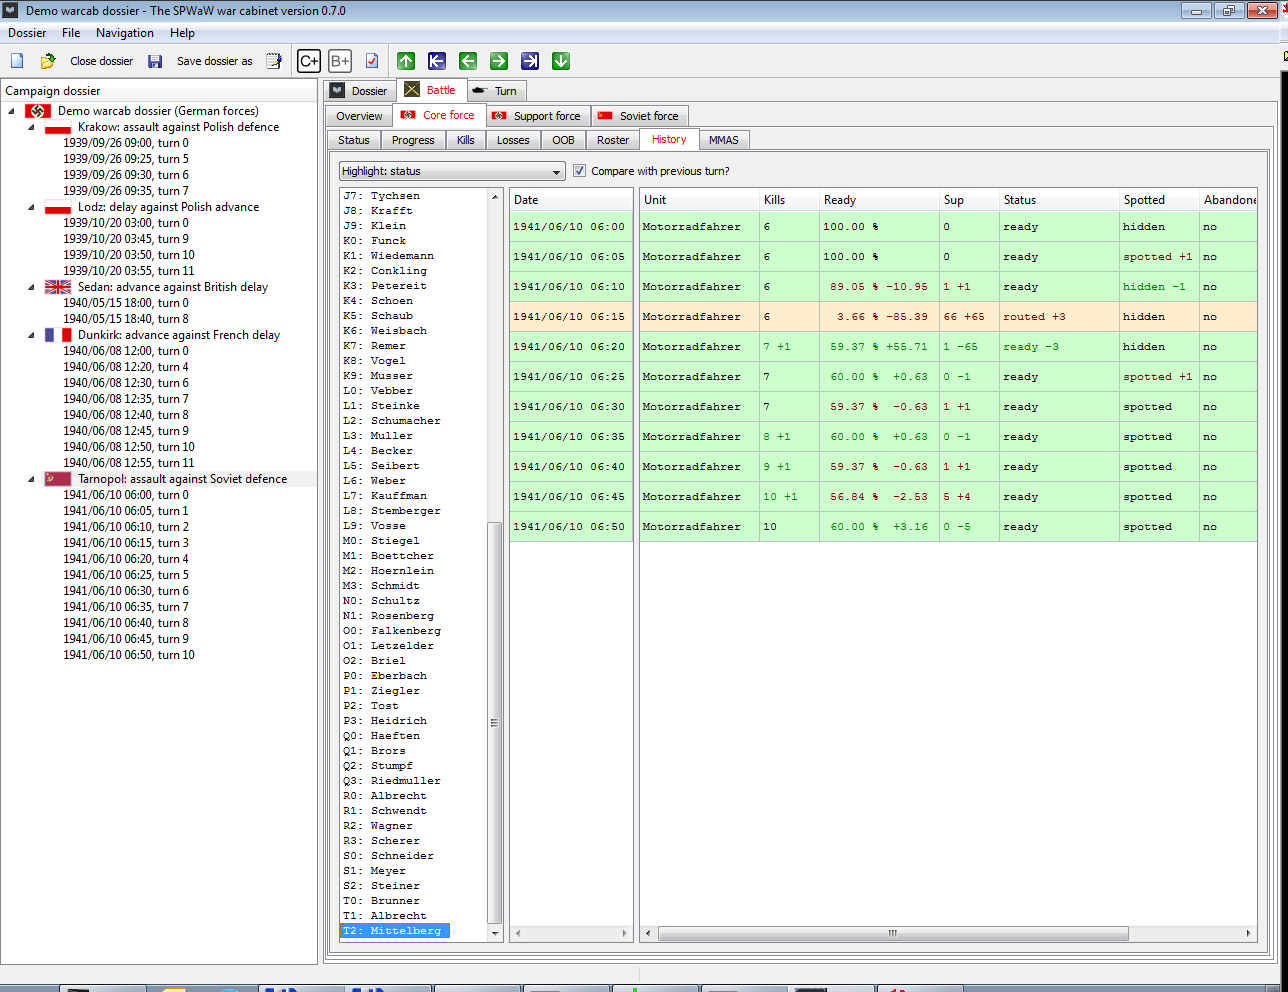 Demo warcab dossier - The SPWaW war cabinet version 0.7.0
Dossier File Navigation Help
Close dossier Save dossier as C+ B+
Campaign dossier
Demo warcab dossier (German forces)
Krakow: assault against Polish defence
1939/09/26 09:00, turn 0
1939/09/26 09:25, turn 5
1939/09/26 09:30, turn 6
1939/09/26 09:35, turn 7
Lodz: delay against Polish advance
1939/10/20 03:00, turn 0
1939/10/20 03:45, turn 9
1939/10/20 03:50, turn 10
1939/10/20 03:55, turn 11
Sedan: advance against British delay
1940/05/15 18:00, turn 0
1940/05/15 18:40, turn 8
Dunkirk: advance against French delay
1940/06/08 12:00, turn 0
1940/06/08 12:20, turn 4
1940/06/08 12:30, turn 6
1940/06/08 12:35, turn 7
1940/06/08 12:40, turn 8
1940/06/08 12:45, turn 9
1940/06/08 12:50, turn 10
1940/06/08 12:55, turn 11
Tarnopol: assault against Soviet defence
1941/06/10 06:00, turn 0
1941/06/10 06:05, turn 1
1941/06/10 06:10, turn 2
1941/06/10 06:15, turn 3
1941/06/10 06:20, turn 4
1941/06/10 06:25, turn 5
1941/06/10 06:30, turn 6
1941/06/10 06:35, turn 7
1941/06/10 06:40, turn 8
1941/06/10 06:45, turn 9
1941/06/10 06:50, turn 10
Dossier Battle Turn
Overview Core force Support force Soviet force
Status Progress Kills Losses OOB Roster History MMAS
Highlight: status Compare with previous turn?
J7: Tychsen
J8: Krafft
J9: Klein
K0: Funck
K1: Wiedemann
K2: Conkling
K3: Petereit
K4: Schoen
K5: Schaub
K6: Weisbach
K7: Remer
K8: Vogel
K9: Musser
L0: Vebber
L1: Steinke
L2: Schumacher
L3: Muller
L4: Becker
L5: Seibert
L6: Weber
L7: Kauffman
L8: Stemberger
L9: Vosse
M0: Stiegel
M1: Boettcher
M2: Hoernlein
M3: Schmidt
N0: Schultz
N1: Rosenberg
O0: Falkenberg
O1: Letzelder
O2: Briel
P0: Eberbach
P1: Ziegler
P2: Tost
P3: Heidrich
Q0: Haeften
Q1: Brors
Q2: Stumpf
Q3: Riedmuller
R0: Albrecht
R1: Schwendt
R2: Wagner
R3: Scherer
S0: Schneider
S1: Meyer
S2: Steiner
T0: Brunner
T1: Albrecht
T2: Mittelberg
Date Unit Kills Ready Sup Status Spotted Abandone
1941/06/10 06:00 Motorradfahrer 6 100.00 % 0 ready hidden no
1941/06/10 06:05 Motorradfahrer 6 100.00 % 0 ready spotted +1 no
1941/06/10 06:10 Motorradfahrer 6 89.05 % -10.95 1 +1 ready hidden -1 no
1941/06/10 06:15 Motorradfahrer 6 3.66 % -85.39 66 +65 routed +3 hidden no
1941/06/10 06:20 Motorradfahrer 7 +1 59.37 % +55.71 1 -65 ready -3 hidden no
1941/06/10 06:25 Motorradfahrer 7 60.00 % +0.63 0 -1 ready spotted +1 no
1941/06/10 06:30 Motorradfahrer 7 59.37 % -0.63 1 +1 ready spotted no
1941/06/10 06:35 Motorradfahrer 8 +1 60.00 % +0.63 0 -1 ready spotted no
1941/06/10 06:40 Motorradfahrer 9 +1 59.37 % -0.63 1 +1 ready spotted no
1941/06/10 06:45 Motorradfahrer 10 +1 56.84 % -2.53 5 +4 ready spotted no
1941/06/10 06:50 Motorradfahrer 10 60.00 % +3.16 0 -5 ready spotted no